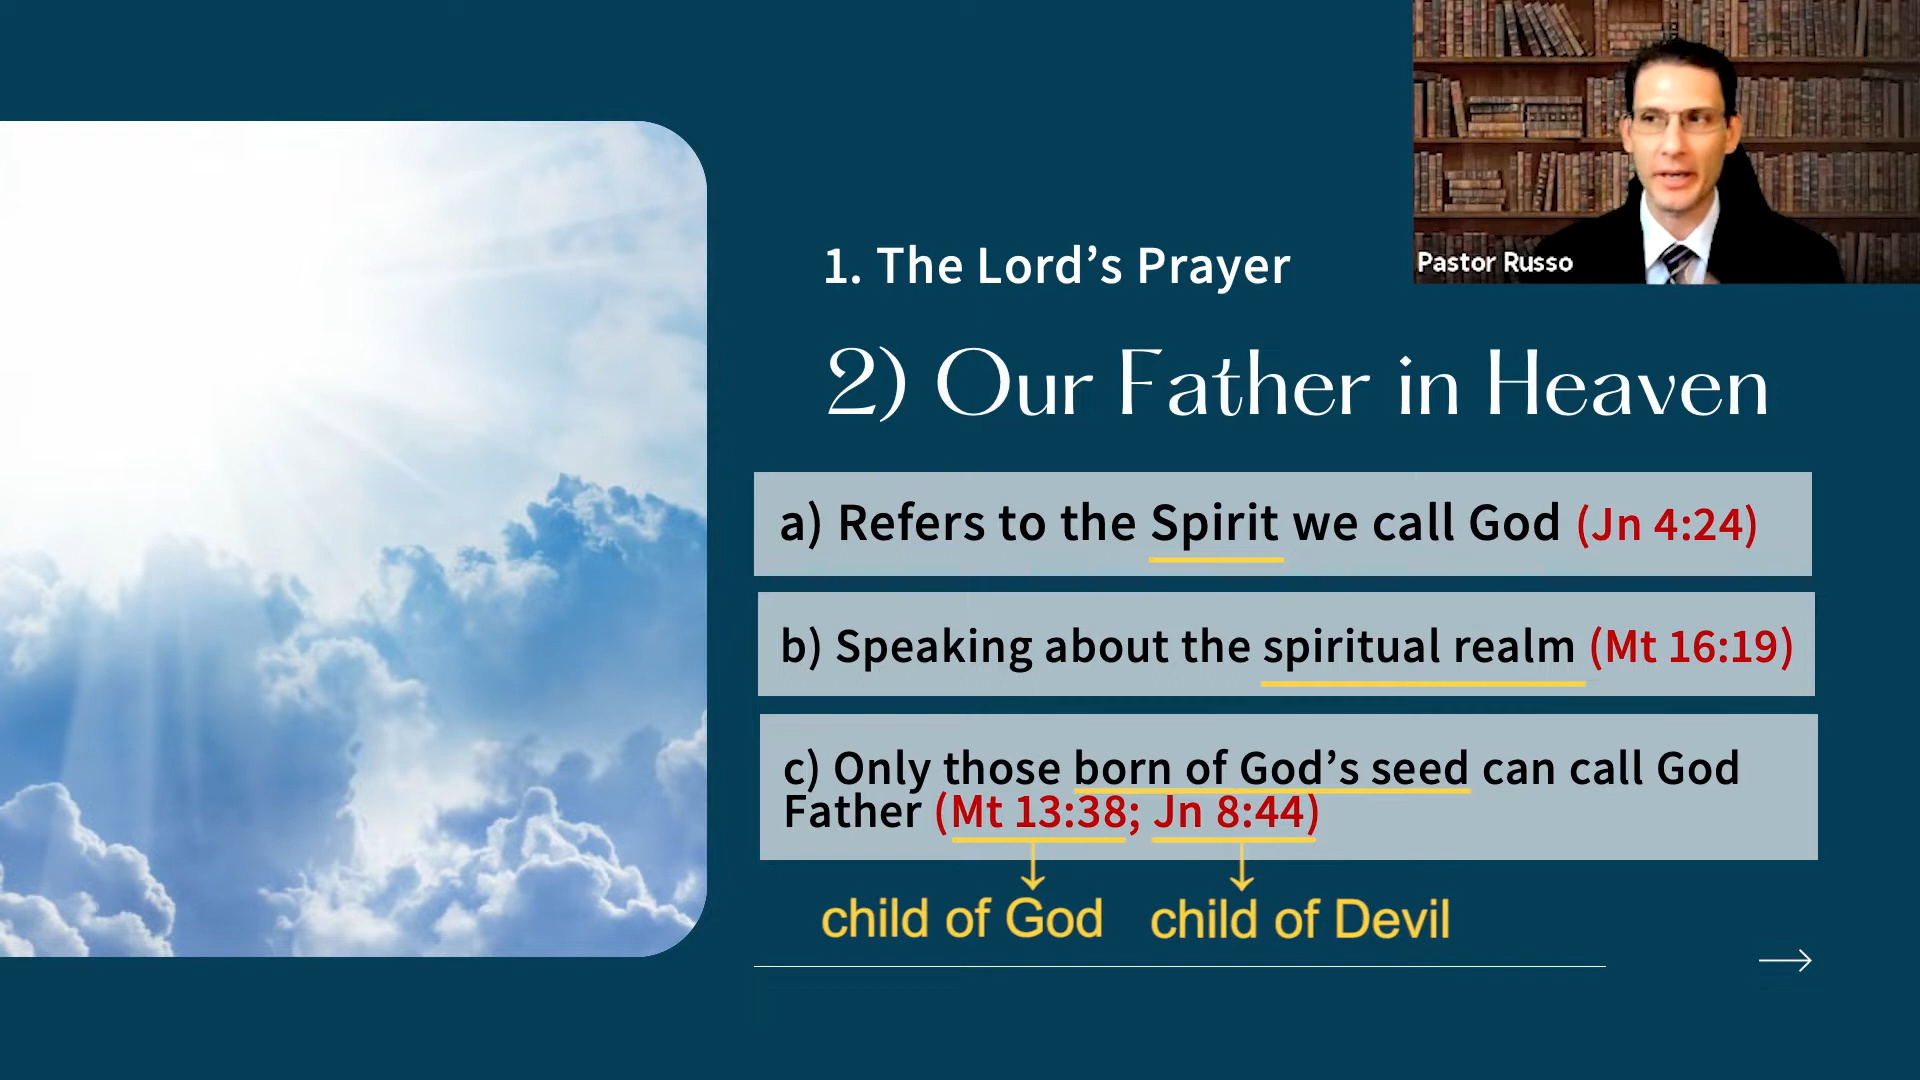 Pastor Russo
1. The Lord’s Prayer
2) Our Father in Heaven
a) Refers to the Spirit we call God (Jn 4:24)
b) Speaking about the spiritual realm (Mt 16:19)
c) Only those born of God’s seed can call God
Father (Mt 13:38; Jn 8:44)
child of God child of Devil